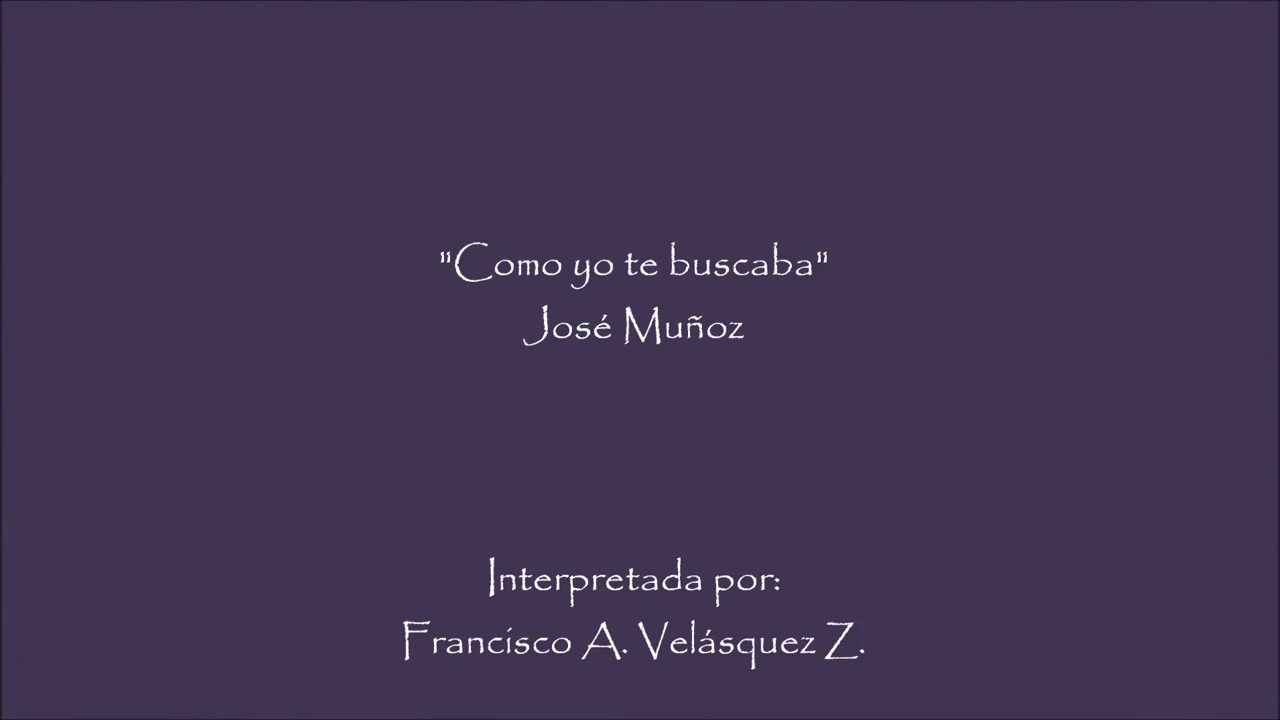 "Como yo te buscaba"
José Muñoz
Interpretada por:
Francisco A. Velásquez Z.